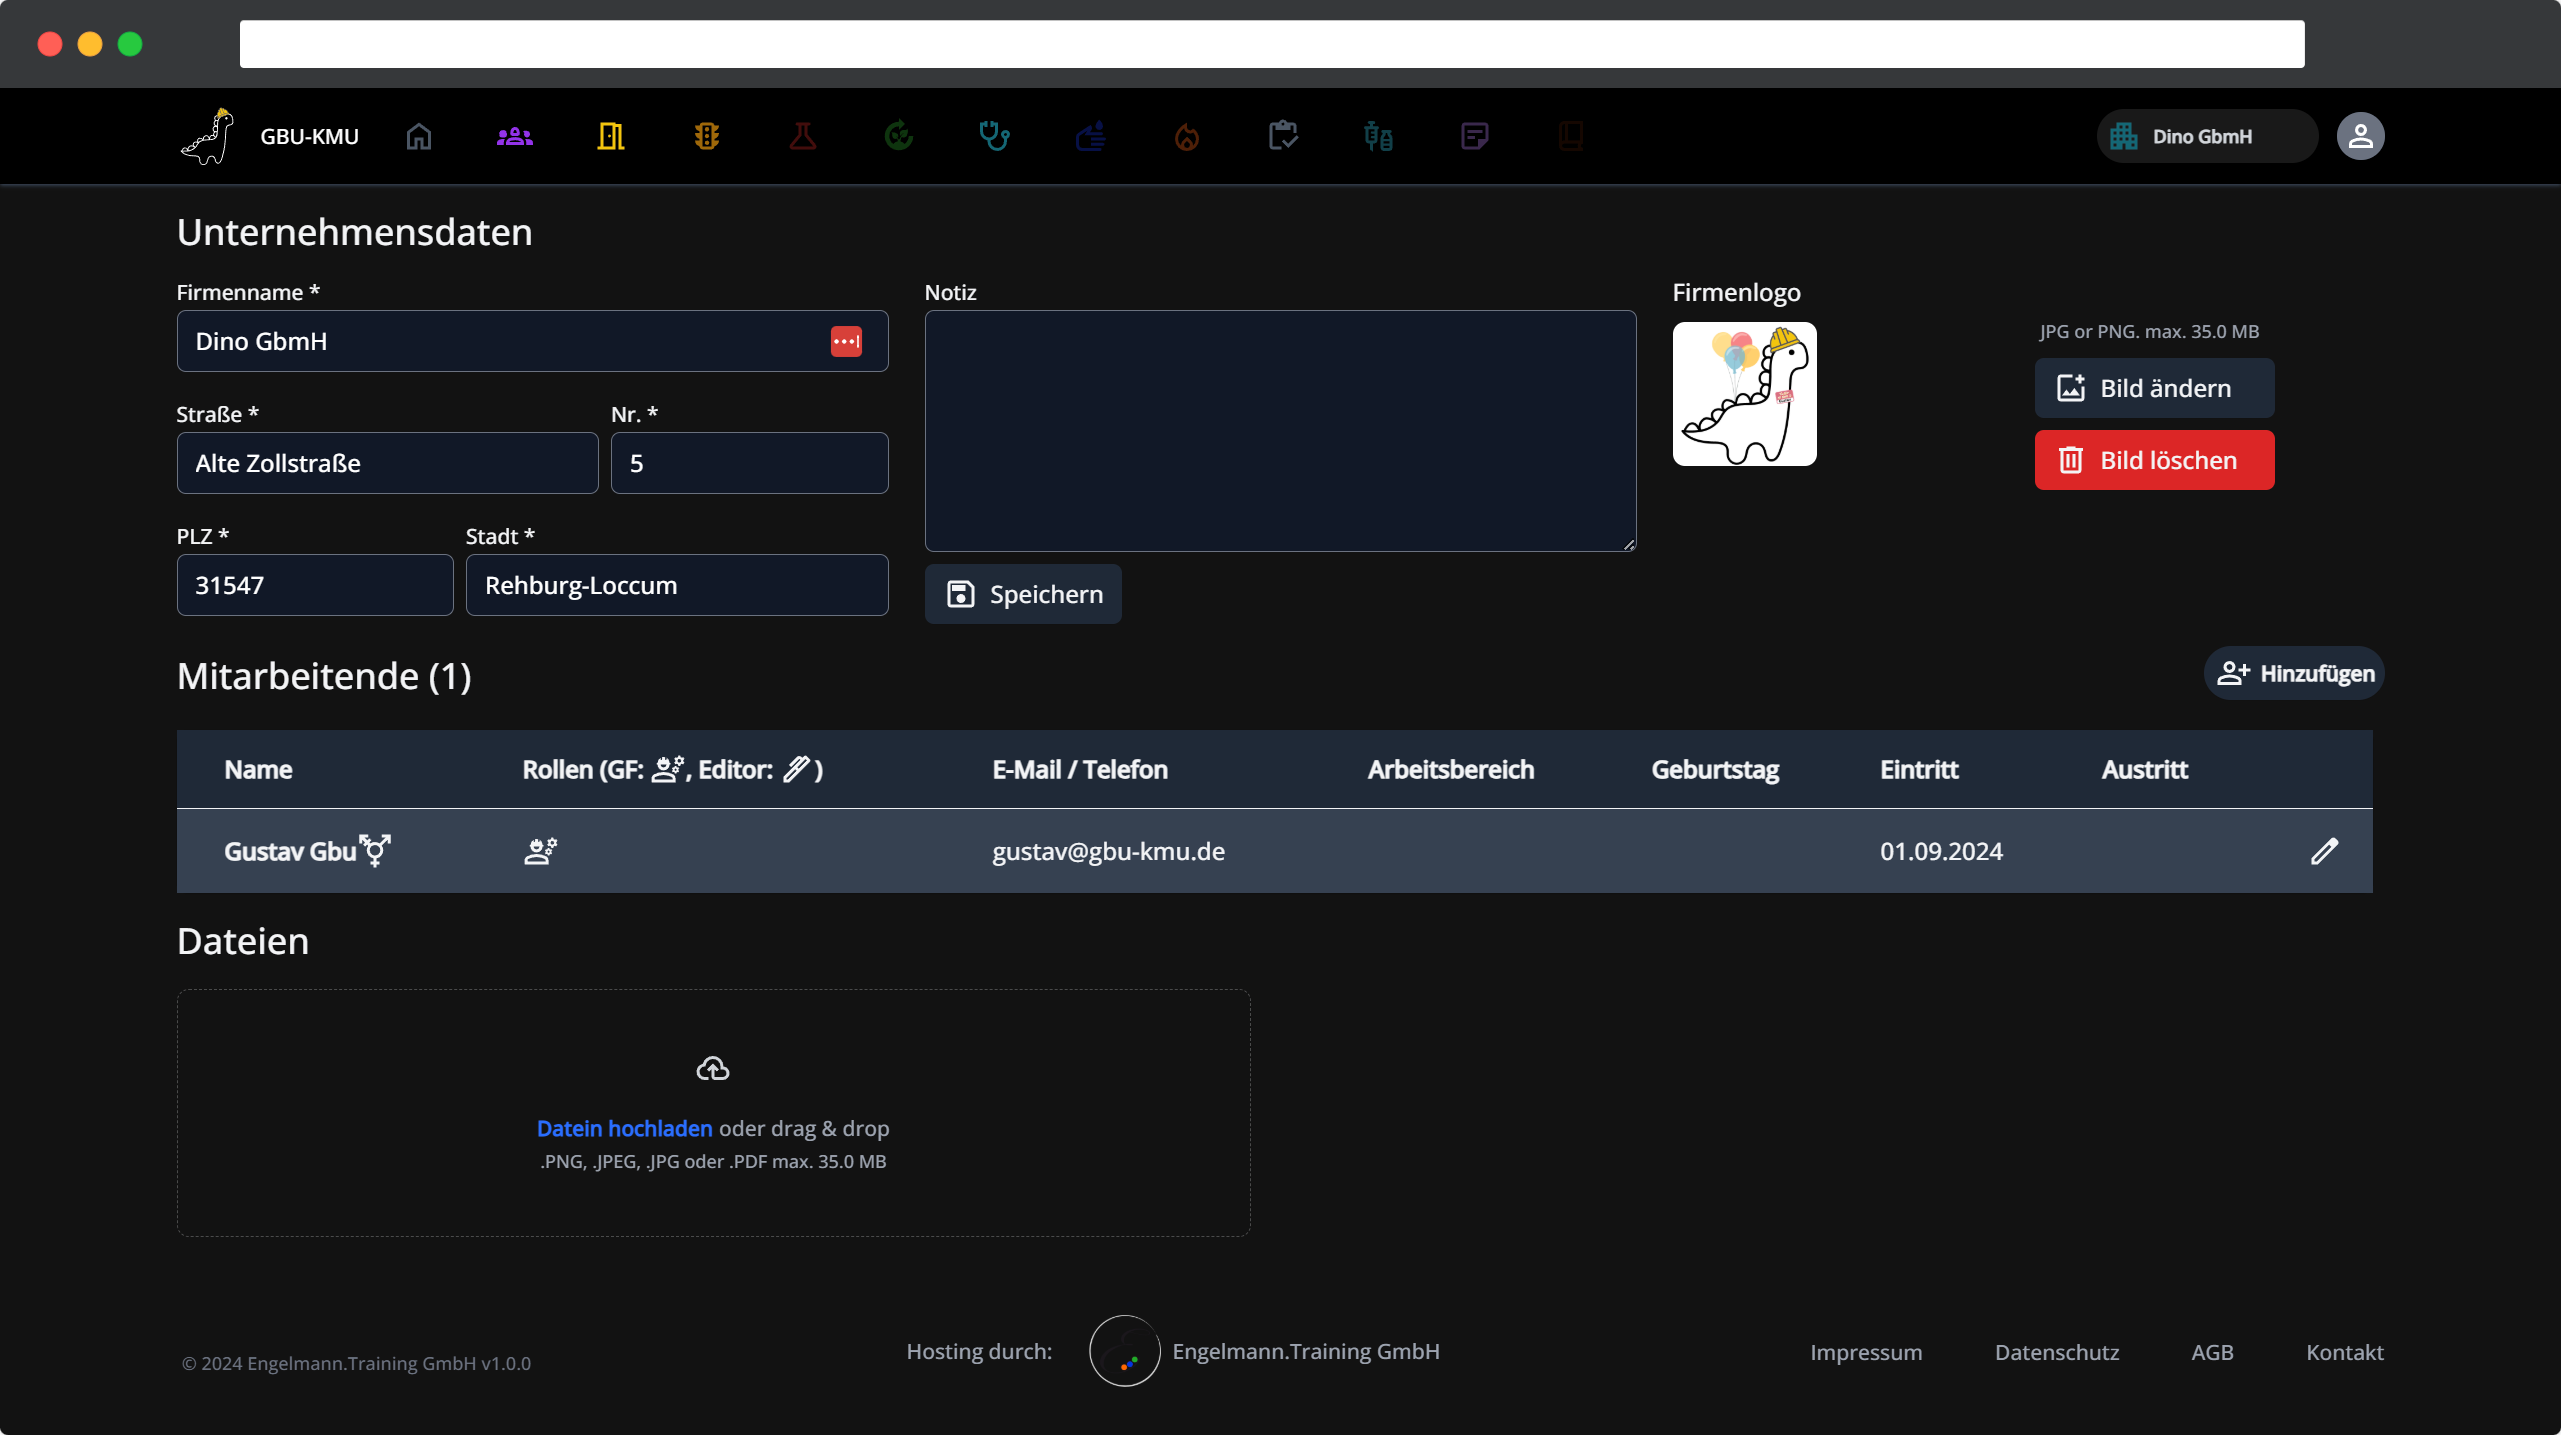 GBU-KMU
Dino GbmH
Unternehmensdaten
Firmenname *
Dino GbmH
Straße *
Nr. *
Alte Zollstraße
5
PLZ *
Stadt *
31547
Rehburg-Loccum
Notiz
Speichern
Firmenlogo
JPG or PNG. max. 35.0 MB
Bild ändern
Bild löschen
Mitarbeitende (1)
Hinzufügen
Name
Rollen (GF: , Editor: )
E-Mail / Telefon
Arbeitsbereich
Geburtstag
Eintritt
Austritt
Gustav Gbu
gustav@gbu-kmu.de
01.09.2024
Dateien
Datein hochladen oder drag & drop
.PNG, .JPEG, .JPG oder .PDF max. 35.0 MB
© 2024 Engelmann.Training GmbH v1.0.0
Hosting durch:
Engelmann.Training GmbH
Impressum
Datenschutz
AGB
Kontakt